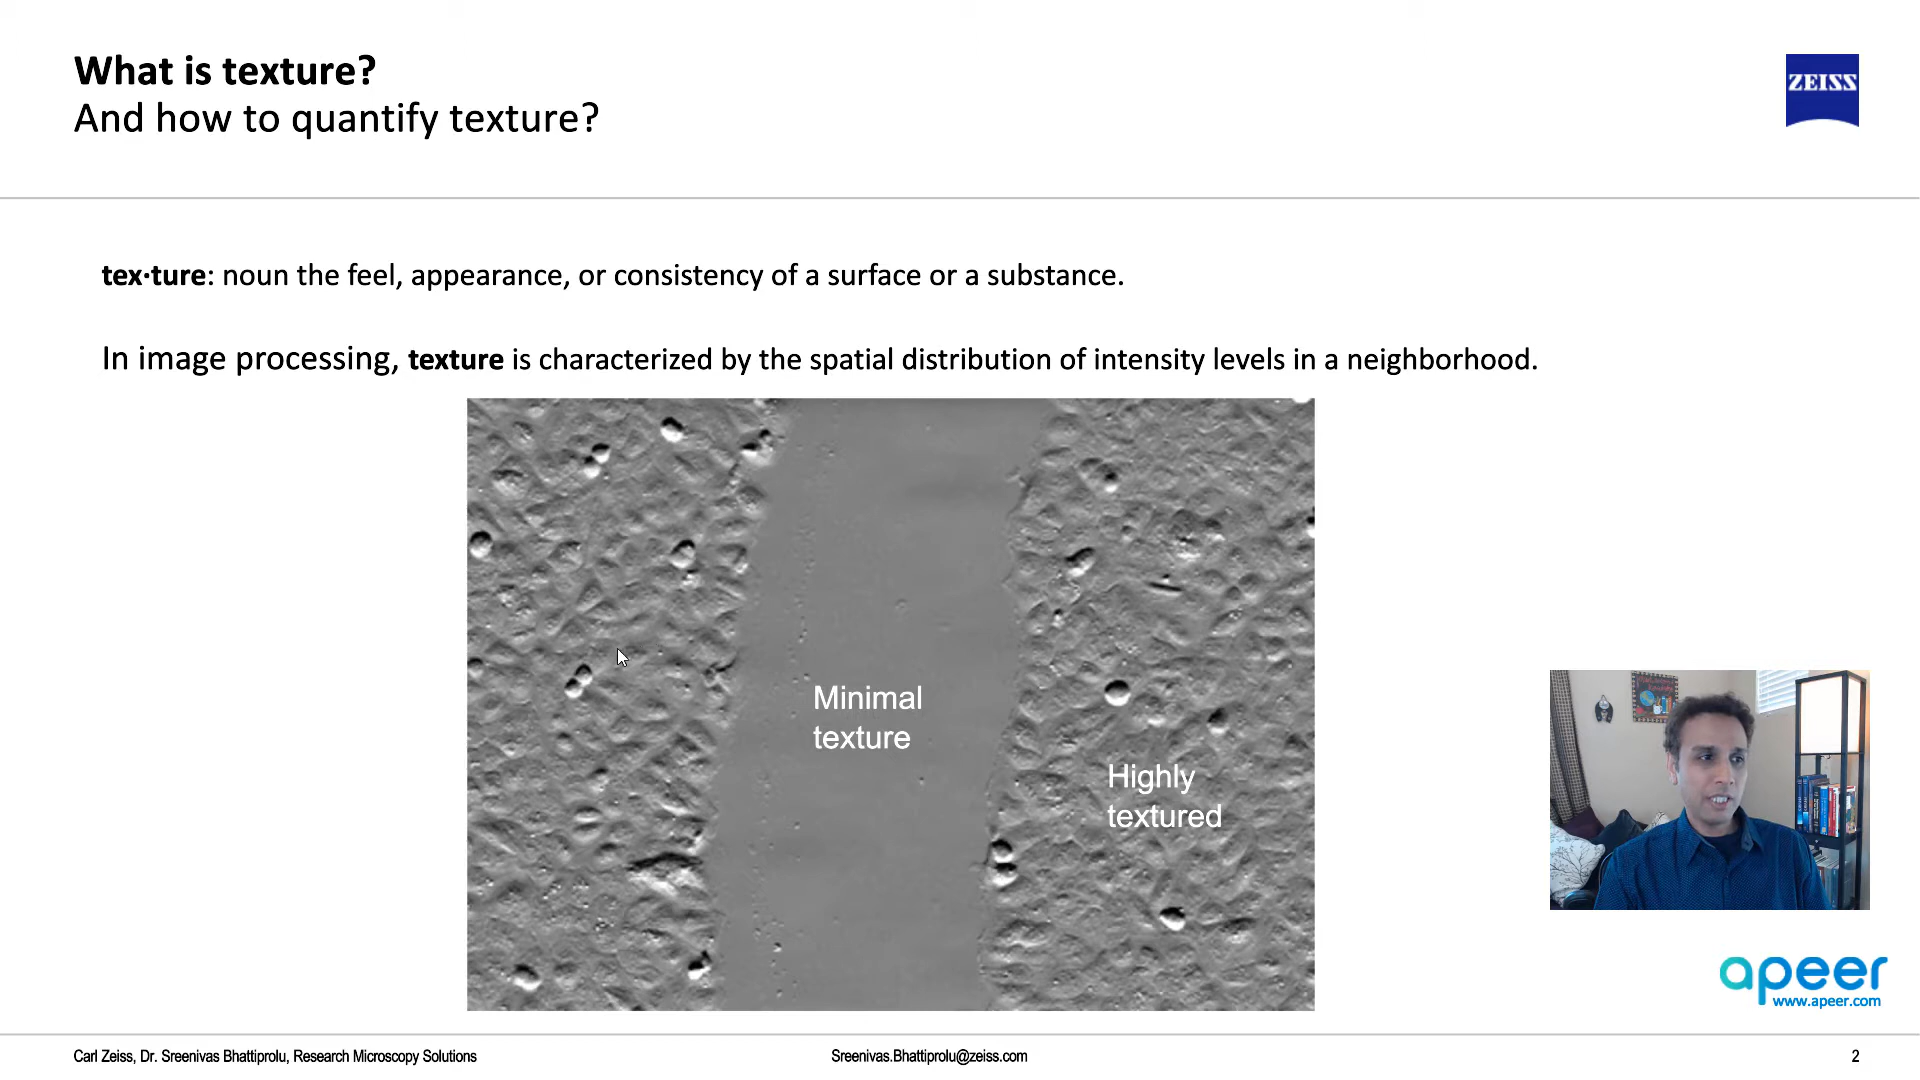 What is texture?
And how to quantify texture?
ZEISS
tex·ture: noun the feel, appearance, or consistency of a surface or a substance.
In image processing, texture is characterized by the spatial distribution of intensity levels in a neighborhood.
Minimal
texture
Highly
textured
apeer
www.apeer.com
Carl Zeiss, Dr. Sreenivas Bhattiprolu, Research Microscopy Solutions
Sreenivas.Bhattiprolu@zeiss.com
2